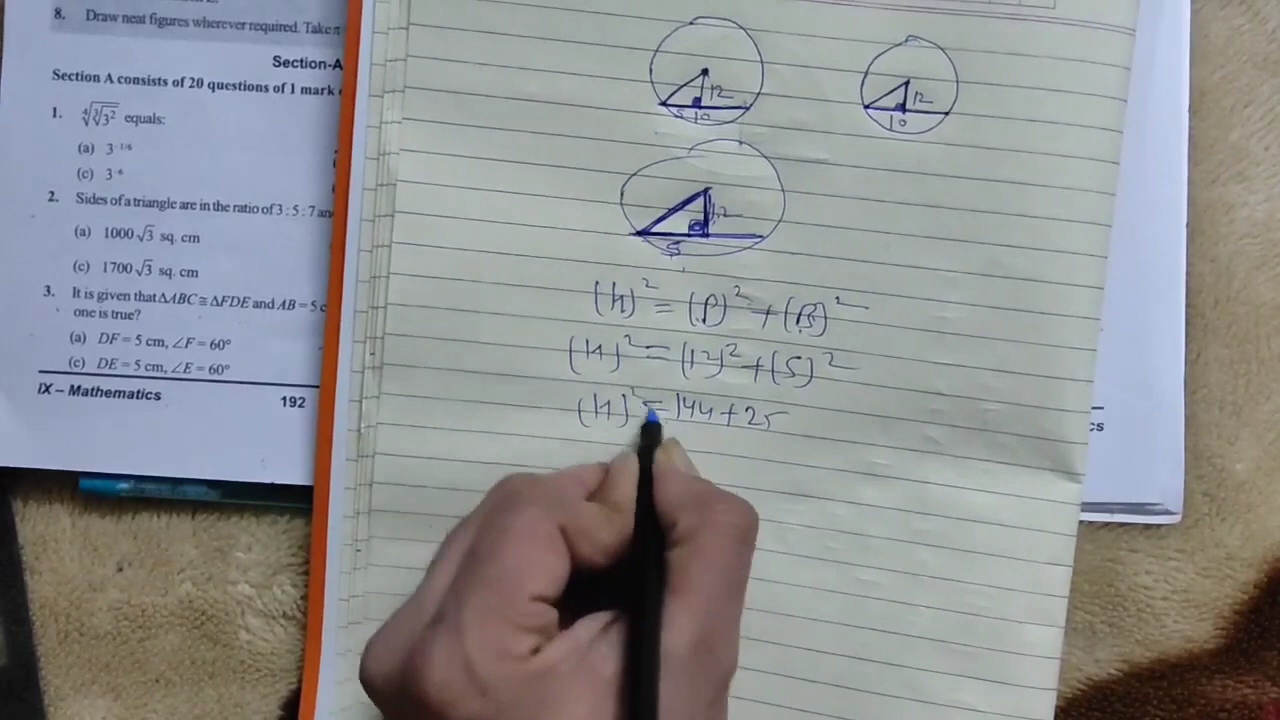 8. Draw neat figures wherever required. Take π
Section-A
Section A consists of 20 questions of 1 mark
1. ∜∛3² equals:
(a) 3⁻¹/⁶
(c) 3⁻⁶
2. Sides of a triangle are in the ratio of 3 : 5 : 7 an
(a) 1000√3 sq. cm
(c) 1700√3 sq. cm
3. It is given that ΔABC ≅ ΔFDE and AB = 5 c
one is true?
(a) DF = 5 cm, ∠F = 60°
(c) DE = 5 cm, ∠E = 60°
IX – Mathematics 192
12
5 10
12
10
12
5
(H)² = (P)² + (B)²
(H)² = (12)² + (5)²
(H)² = 144 + 25
cs